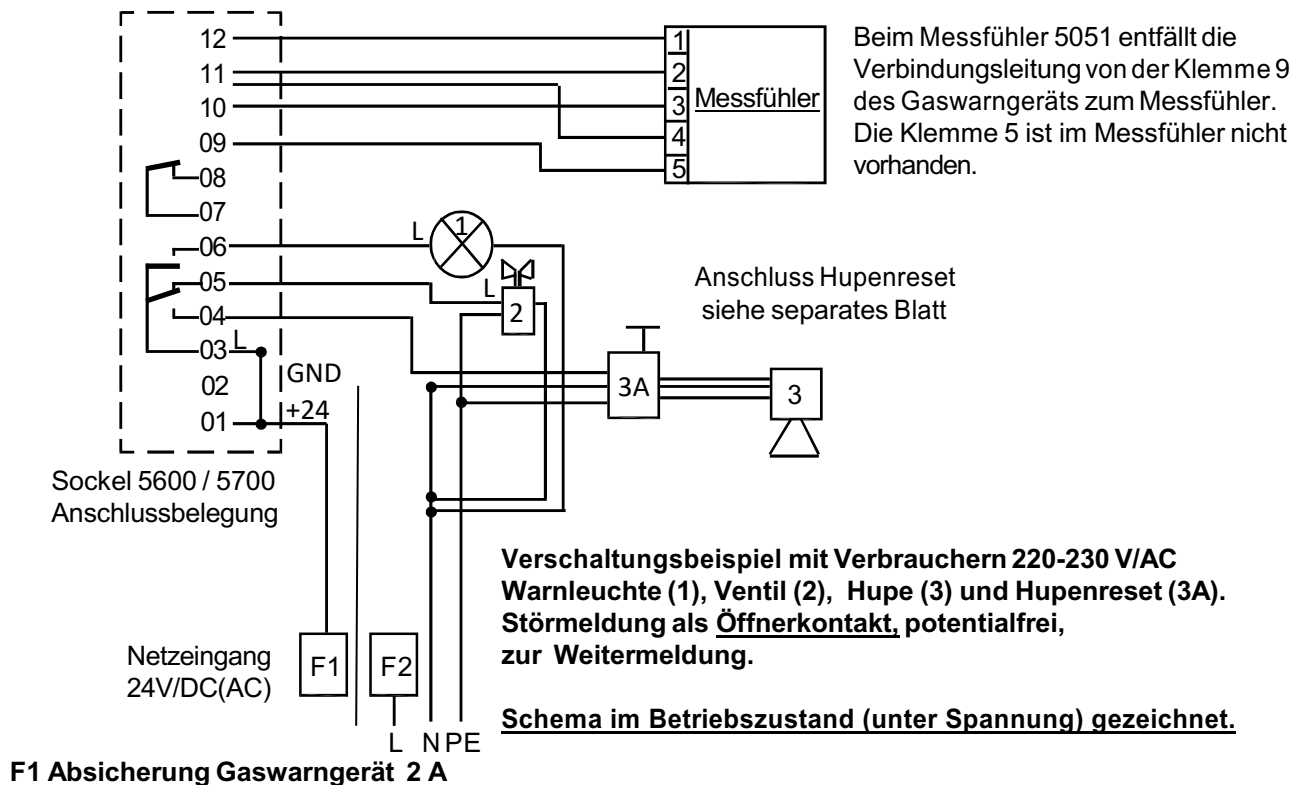 12
11
10
09
08
07
06
05
04
03
02
01
L
GND
+24
1
2
3
4
5
Messfühler
Beim Messfühler 5051 entfällt die
Verbindungsleitung von der Klemme 9
des Gaswarngeräts zum Messfühler.
Die Klemme 5 ist im Messfühler nicht
vorhanden.
L
1
L
2
Anschluss Hupenreset
siehe separates Blatt
3A
3
Sockel 5600 / 5700
Anschlussbelegung
Verschaltungsbeispiel mit Verbrauchern 220-230 V/AC
Warnleuchte (1), Ventil (2), Hupe (3) und Hupenreset (3A).
Störmeldung als Öffnerkontakt, potentialfrei,
zur Weitermeldung.
Netzeingang
24V/DC(AC)
F1
F2
Schema im Betriebszustand (unter Spannung) gezeichnet.
L N PE
F1 Absicherung Gaswarngerät 2 A